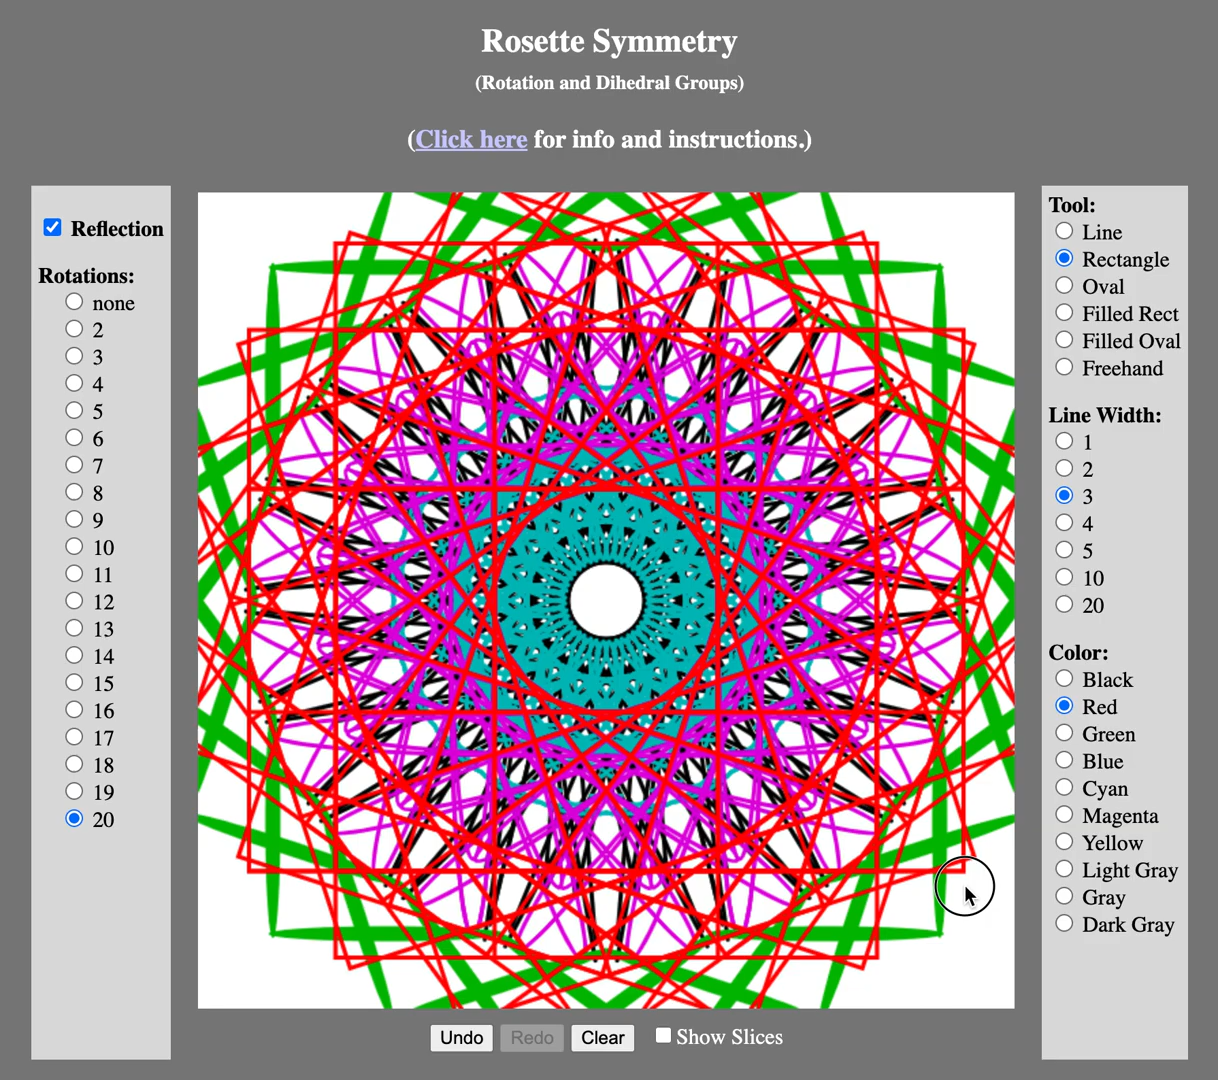 Rosette Symmetry
(Rotation and Dihedral Groups)
(Click here for info and instructions.)
Reflection
Rotations:
none
2
3
4
5
6
7
8
9
10
11
12
13
14
15
16
17
18
19
20
Tool:
Line
Rectangle
Oval
Filled Rect
Filled Oval
Freehand
Line Width:
1
2
3
4
5
10
20
Color:
Black
Red
Green
Blue
Cyan
Magenta
Yellow
Light Gray
Gray
Dark Gray
Undo Redo Clear Show Slices